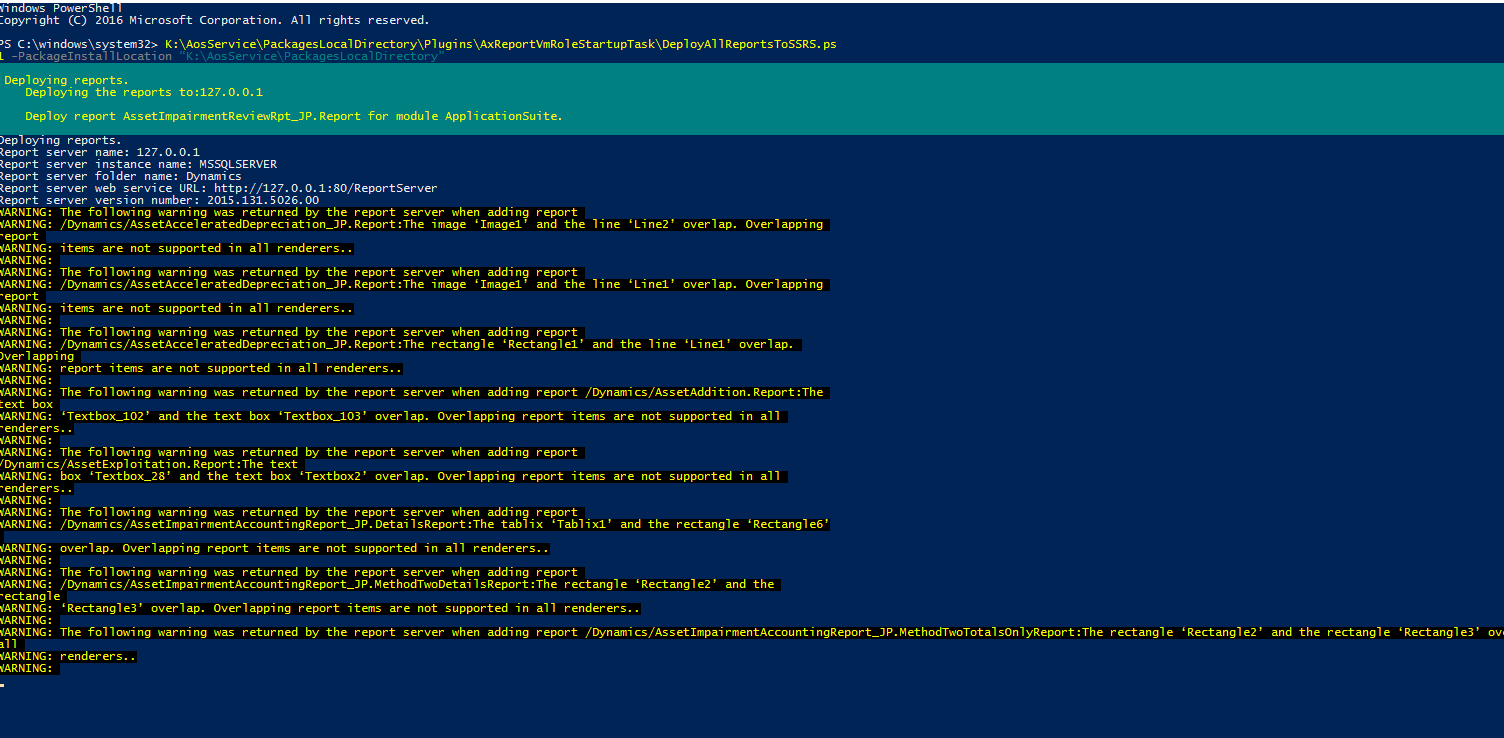 Windows PowerShell
Copyright (C) 2016 Microsoft Corporation. All rights reserved.
PS C:\windows\system32> K:\AosService\PackagesLocalDirectory\Plugins\AxReportVmRoleStartupTask\DeployAllReportsToSSRS.ps
1 -PackageInstallLocation "K:\AosService\PackagesLocalDirectory"
Deploying reports.
Deploying the reports to:127.0.0.1
Deploy report AssetImpairmentReviewRpt_JP.Report for module ApplicationSuite.
Deploying reports.
Report server name: 127.0.0.1
Report server instance name: MSSQLSERVER
Report server folder name: Dynamics
Report server web service URL: http://127.0.0.1:80/ReportServer
Report server version number: 2015.131.5026.00
WARNING: The following warning was returned by the report server when adding report
WARNING: /Dynamics/AssetAcceleratedDepreciation_JP.Report:The image ‘Image1’ and the line ‘Line2’ overlap. Overlapping
report
WARNING: items are not supported in all renderers..
WARNING:
WARNING: The following warning was returned by the report server when adding report
WARNING: /Dynamics/AssetAcceleratedDepreciation_JP.Report:The image ‘Image1’ and the line ‘Line1’ overlap. Overlapping
report
WARNING: items are not supported in all renderers..
WARNING:
WARNING: The following warning was returned by the report server when adding report
WARNING: /Dynamics/AssetAcceleratedDepreciation_JP.Report:The rectangle ‘Rectangle1’ and the line ‘Line1’ overlap.
Overlapping
WARNING: report items are not supported in all renderers..
WARNING:
WARNING: The following warning was returned by the report server when adding report /Dynamics/AssetAddition.Report:The
text box
WARNING: ‘Textbox_102’ and the text box ‘Textbox_103’ overlap. Overlapping report items are not supported in all
renderers..
WARNING:
WARNING: The following warning was returned by the report server when adding report
/Dynamics/AssetExploitation.Report:The text
WARNING: box ‘Textbox_28’ and the text box ‘Textbox2’ overlap. Overlapping report items are not supported in all
renderers..
WARNING:
WARNING: The following warning was returned by the report server when adding report
WARNING: /Dynamics/AssetImpairmentAccountingReport_JP.DetailsReport:The tablix ‘Tablix1’ and the rectangle ‘Rectangle6’
WARNING: overlap. Overlapping report items are not supported in all renderers..
WARNING:
WARNING: The following warning was returned by the report server when adding report
WARNING: /Dynamics/AssetImpairmentAccountingReport_JP.MethodTwoDetailsReport:The rectangle ‘Rectangle2’ and the
rectangle
WARNING: ‘Rectangle3’ overlap. Overlapping report items are not supported in all renderers..
WARNING:
WARNING: The following warning was returned by the report server when adding report /Dynamics/AssetImpairmentAccountingReport_JP.MethodTwoTotalsOnlyReport:The rectangle ‘Rectangle2’ and the rectangle ‘Rectangle3’ ove
all
WARNING: renderers..
WARNING: